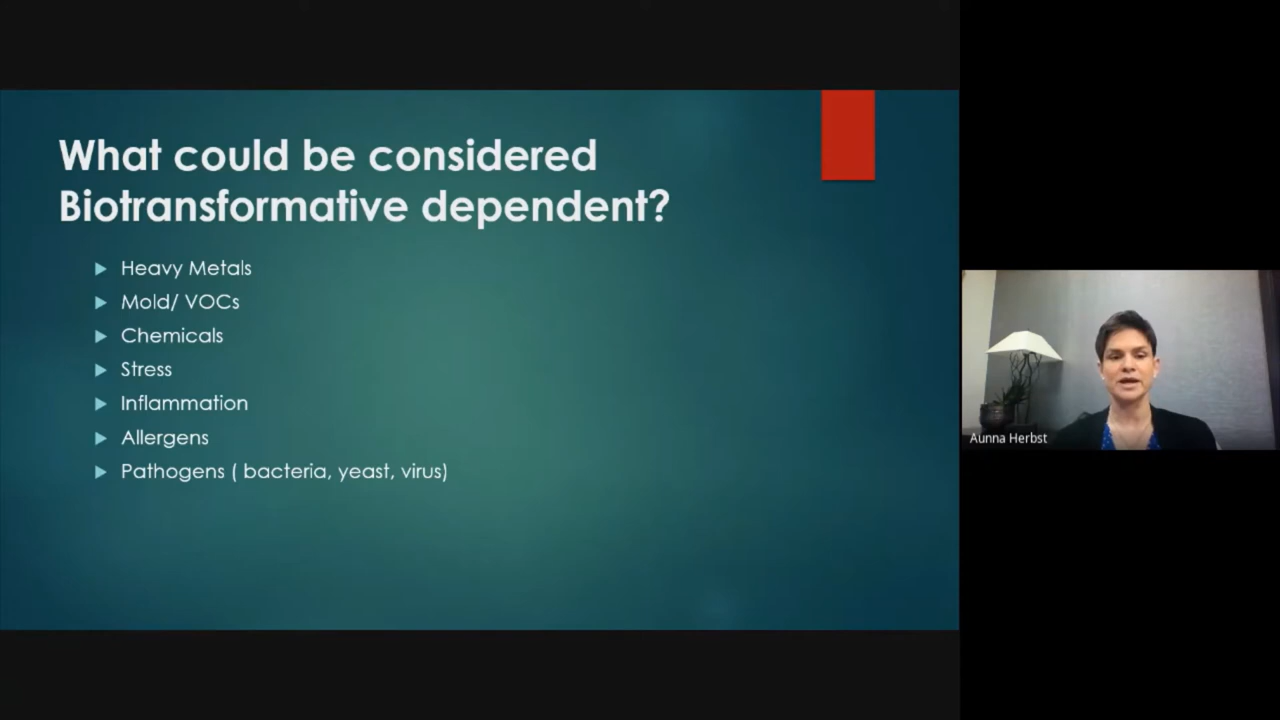 What could be considered
Biotransformative dependent?
Heavy Metals
Mold/ VOCs
Chemicals
Stress
Inflammation
Allergens
Pathogens ( bacteria, yeast, virus)
Aunna Herbst